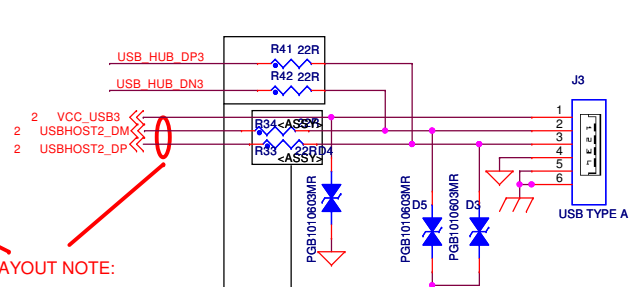 USB_HUB_DP3
R41 22R
USB_HUB_DN3
R42 22R
J3
2 VCC_USB3
2 USBHOST2_DM
2 USBHOST2_DP
R34 <ASSY>
R33 22R D4
<ASSY>
1
2
3
4
5
6
USB TYPE A
PGB1010603MR
PGB1010603MR
D5
PGB1010603MR
D3
AYOUT NOTE: